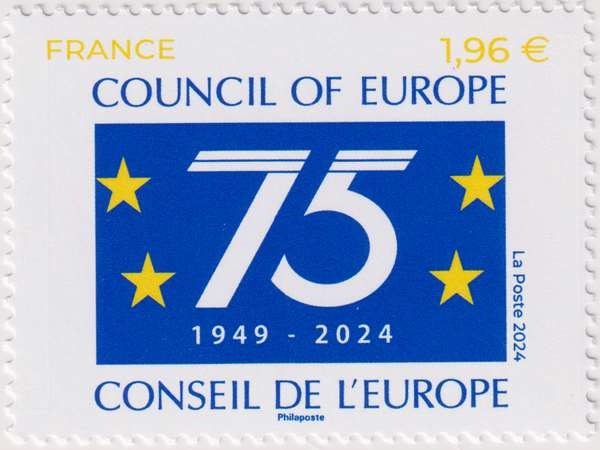 FRANCE 1,96 €
COUNCIL OF EUROPE
75
1949 - 2024
La Poste 2024
CONSEIL DE L'EUROPE
Philaposte